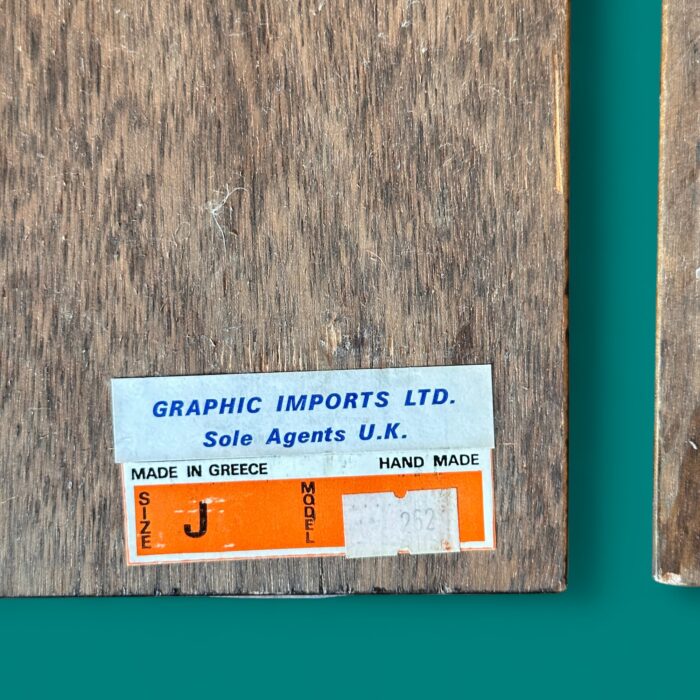 GRAPHIC IMPORTS LTD.
Sole Agents U.K.
MADE IN GREECE HAND MADE
SIZE J MODEL 262